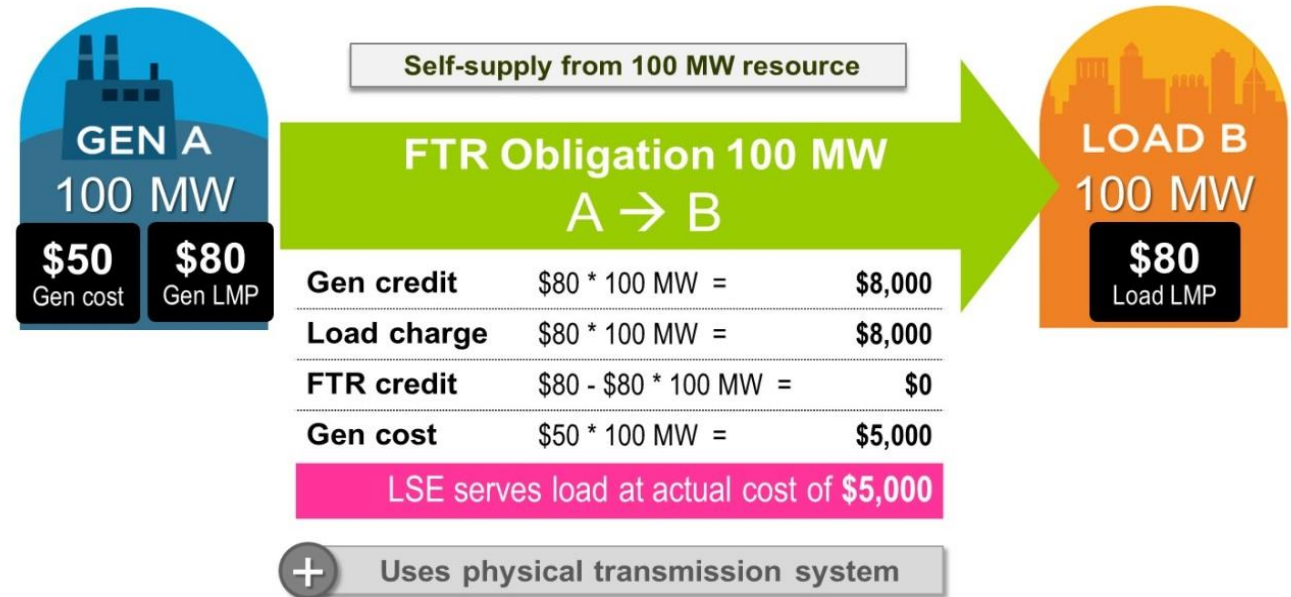 Self-supply from 100 MW resource
GEN A
100 MW
$50
Gen cost
$80
Gen LMP
FTR Obligation 100 MW
A → B
LOAD B
100 MW
$80
Load LMP
Gen credit $80 * 100 MW = $8,000
Load charge $80 * 100 MW = $8,000
FTR credit $80 - $80 * 100 MW = $0
Gen cost $50 * 100 MW = $5,000
LSE serves load at actual cost of $5,000
+ Uses physical transmission system